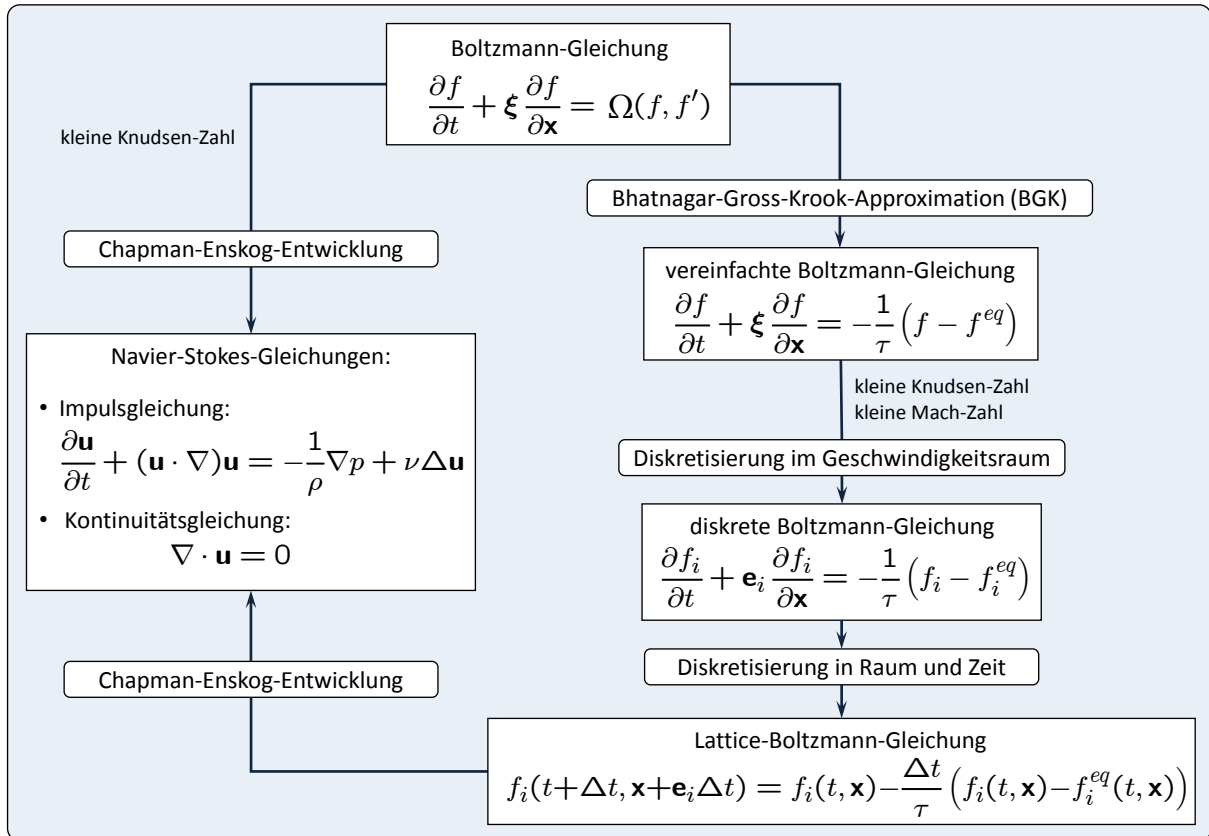 Boltzmann-Gleichung
∂f/∂t + ξ ∂f/∂x = Ω(f, f′)
kleine Knudsen-Zahl
Bhatnagar-Gross-Krook-Approximation (BGK)
Chapman-Enskog-Entwicklung
vereinfachte Boltzmann-Gleichung
∂f/∂t + ξ ∂f/∂x = −1/τ (f − f^eq)
Navier-Stokes-Gleichungen:
• Impulsgleichung:
∂u/∂t + (u · ∇)u = −1/ρ ∇p + νΔu
• Kontinuitätsgleichung:
∇ · u = 0
kleine Knudsen-Zahl
kleine Mach-Zahl
Diskretisierung im Geschwindigkeitsraum
diskrete Boltzmann-Gleichung
∂f_i/∂t + e_i ∂f_i/∂x = −1/τ (f_i − f_i^eq)
Diskretisierung in Raum und Zeit
Chapman-Enskog-Entwicklung
Lattice-Boltzmann-Gleichung
f_i(t+Δt, x+e_iΔt) = f_i(t, x)−Δt/τ (f_i(t, x)−f_i^eq(t, x))